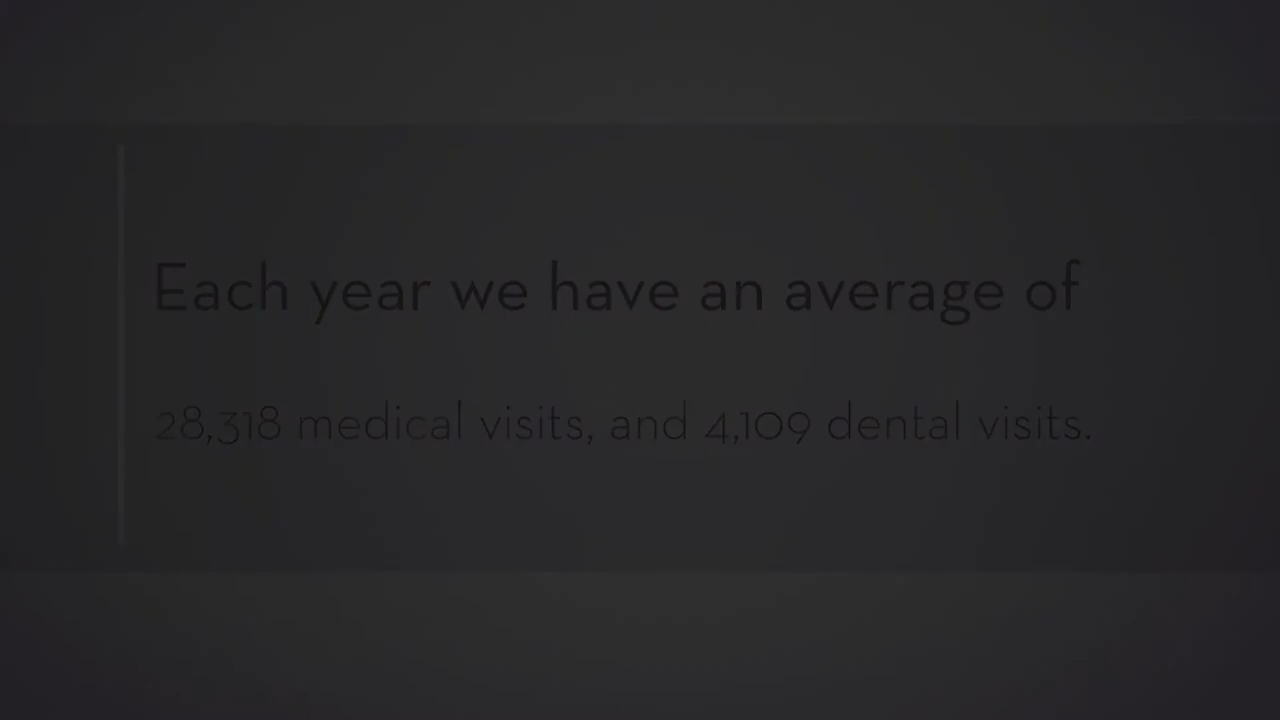 Each year we have an average of
28,318 medical visits, and 4,109 dental visits.